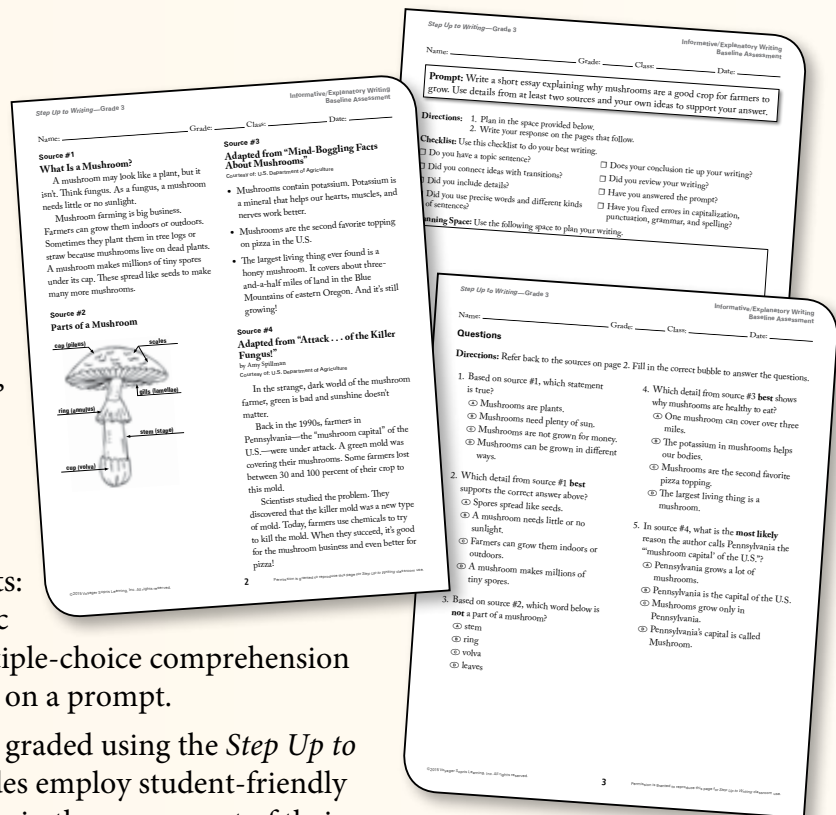 Step Up to Writing—Grade 3
Informative/Explanatory Writing
Baseline Assessment
Name: Grade: Class: Date:
Source #1
What Is a Mushroom?
A mushroom may look like a plant, but it
isn't. Think fungus. As a fungus, a mushroom
needs little or no sunlight.
Mushroom farming is big business.
Farmers can grow them indoors or outdoors.
Sometimes they plant them in tree logs or
straw because mushrooms live on dead plants.
A mushroom makes millions of tiny spores
under its cap. These spread like seeds to make
many more mushrooms.
Source #2
Parts of a Mushroom
cap (pileus)
scales
gills (lamellae)
ring (annulus)
stem (stape)
cup (volva)
Source #3
Adapted from "Mind-Boggling Facts
About Mushrooms"
Courtesy of: U.S. Department of Agriculture
• Mushrooms contain potassium. Potassium is
a mineral that helps our hearts, muscles, and
nerves work better.
• Mushrooms are the second favorite topping
on pizza in the U.S.
• The largest living thing ever found is a
honey mushroom. It covers about three-
and-a-half miles of land in the Blue
Mountains of eastern Oregon. And it's still
growing!
Source #4
Adapted from "Attack . . . of the Killer
Fungus!"
by Amy Spillman
Courtesy of: U.S. Department of Agriculture
In the strange, dark world of the mushroom
farmer, green is bad and sunshine doesn't
matter.
Back in the 1990s, farmers in
Pennsylvania—the "mushroom capital" of the
U.S.—were under attack. A green mold was
covering their mushrooms. Some farmers lost
between 30 and 100 percent of their crop to
this mold.
Scientists studied the problem. They
discovered that the killer mold was a new type
of mold. Today, farmers use chemicals to try
to kill the mold. When they succeed, it's good
for the mushroom business and even better for
pizza!
2
Step Up to Writing—Grade 3
Informative/Explanatory Writing
Baseline Assessment
Name: Grade: Class: Date:
Prompt: Write a short essay explaining why mushrooms are a good crop for farmers to
grow. Use details from at least two sources and your own ideas to support your answer.
Directions: 1. Plan in the space provided below.
2. Write your response on the pages that follow.
Checklist: Use this checklist to do your best writing.
Do you have a topic sentence?
Did you connect ideas with transitions?
Did you include details?
Did you use precise words and different kinds
of sentences?
Does your conclusion tie up your writing?
Did you review your writing?
Have you answered the prompt?
Have you fixed errors in capitalization,
punctuation, grammar, and spelling?
Space: Use the following space to plan your writing.
Step Up to Writing—Grade 3
Informative/Explanatory Writing
Baseline Assessment
Name: Grade: Class: Date:
Questions
Directions: Refer back to the sources on page 2. Fill in the correct bubble to answer the questions.
1. Based on source #1, which statement
is true?
Mushrooms are plants.
Mushrooms need plenty of sun.
Mushrooms are not grown for money.
Mushrooms can be grown in different
ways.
2. Which detail from source #1 best
supports the correct answer above?
Spores spread like seeds.
A mushroom needs little or no
sunlight.
Farmers can grow them indoors or
outdoors.
A mushroom makes millions of
tiny spores.
3. Based on source #2, which word below is
not a part of a mushroom?
stem
ring
volva
leaves
4. Which detail from source #3 best shows
why mushrooms are healthy to eat?
One mushroom can cover over three
miles.
The potassium in mushrooms helps
our bodies.
Mushrooms are the second favorite
pizza topping.
The largest living thing is a
mushroom.
5. In source #4, what is the most likely
reason the author calls Pennsylvania the
"'mushroom capital' of the U.S."?
Pennsylvania grows a lot of
mushrooms.
Pennsylvania is the capital of the U.S.
Mushrooms grow only in
Pennsylvania.
Pennsylvania's capital is called
Mushroom.
3
ts:
c
tiple-choice comprehension
on a prompt.
graded using the Step Up to
les employ student-friendly